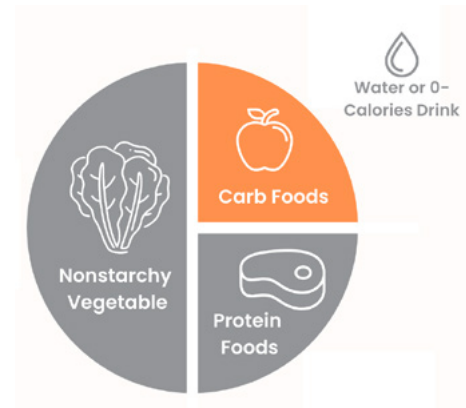 Water or 0-
Calories Drink
Carb Foods
Nonstarchy
Vegetable
Protein
Foods